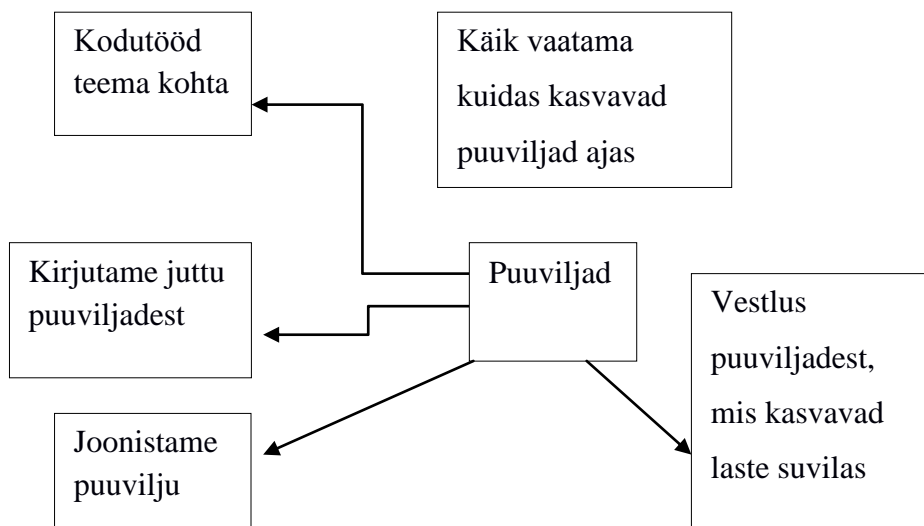 Kodutööd
teema kohta
Käik vaatama
kuidas kasvavad
puuviljad ajas
Kirjutame juttu
puuviljadest
Puuviljad
Vestlus
puuviljadest,
mis kasvavad
laste suvilas
Joonistame
puuvilju